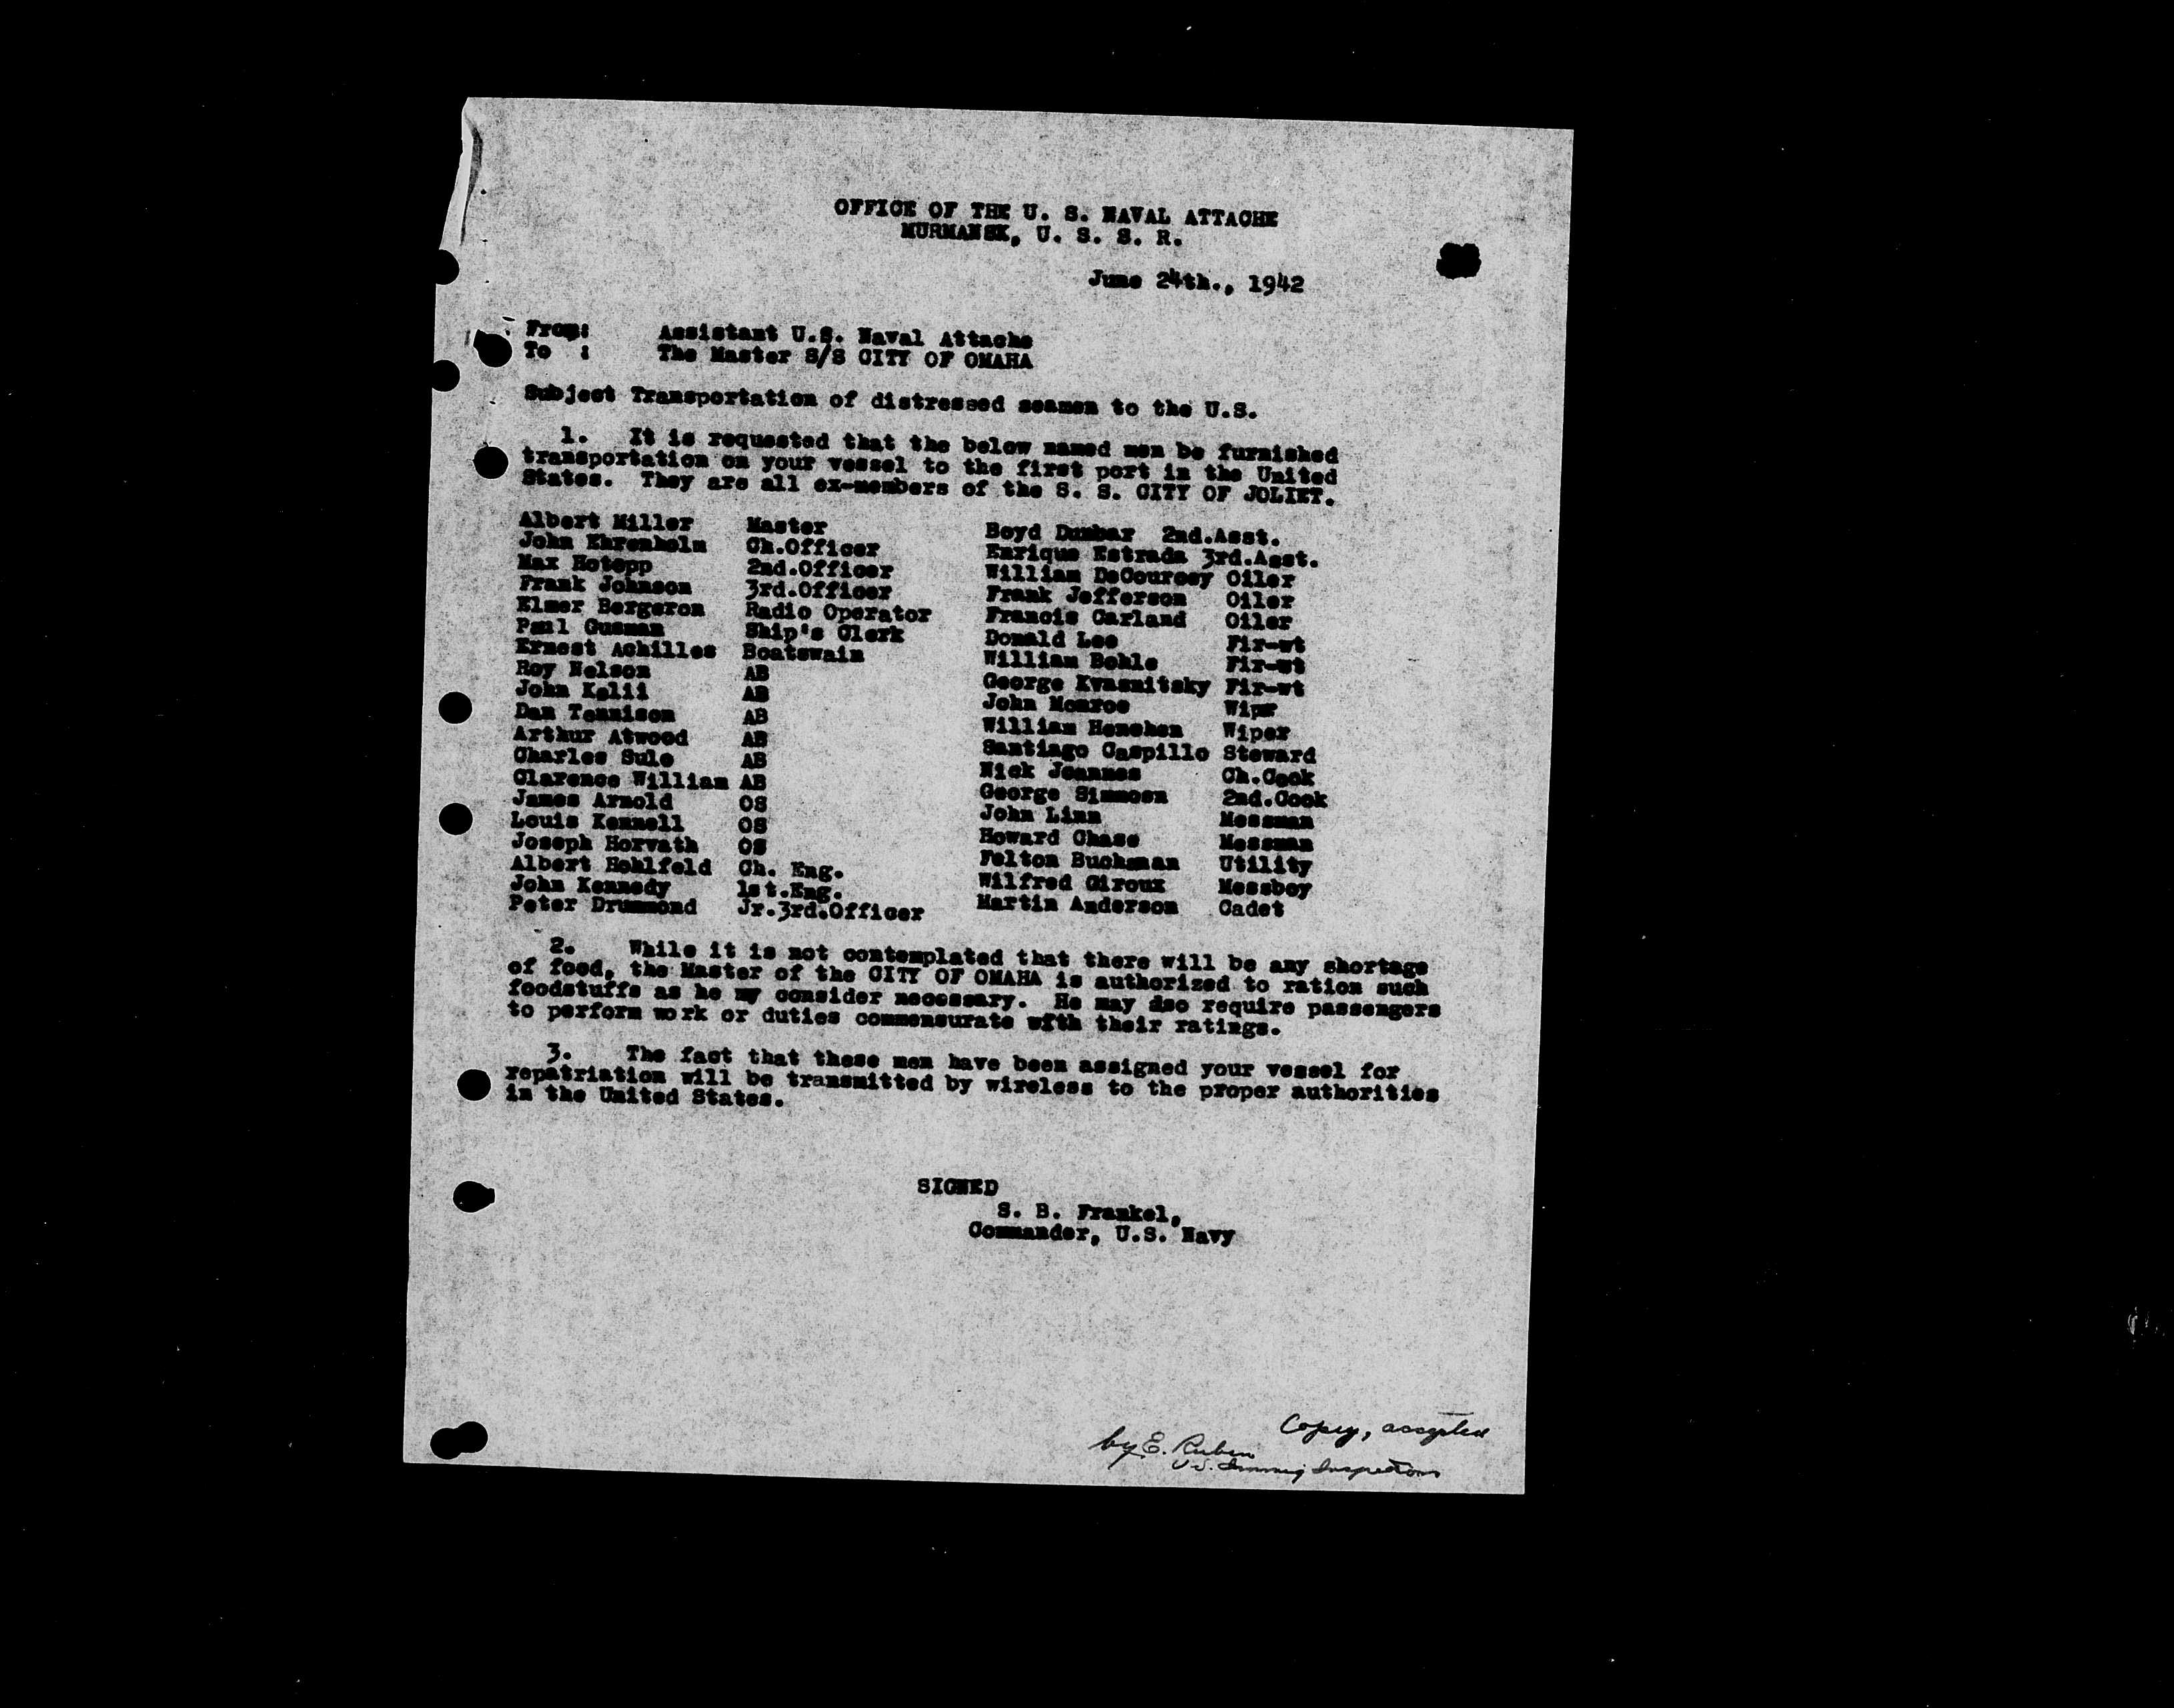 OFFICE OF THE U. S. NAVAL ATTACHE
MURMANSK, U. S. S. R.
June 24th., 1942
From: Assistant U.S. Naval Attache
To : The Master S/S CITY OF OMAHA
Subject Transportation of distressed seamen to the U.S.
1. It is requested that the below named men be furnished
transportation on your vessel to the first port in the United
States. They are all ex-members of the S. S. CITY OF JOLIET.
Albert Miller Master Boyd Dunbar 2nd.Asst.
John Ehrenholm Ch.Officer Enrique Estrada 3rd.Asst.
Max Hotopp 2nd.Officer William DeCourcey Oiler
Frank Johnson 3rd.Officer Frank Jefferson Oiler
Elmer Bergeron Radio Operator Francis Garland Oiler
Paul Gusman Ship's Clerk Donald Lee Fir-wt
Ernest Achilles Boatswain William Bohle Fir-wt
Roy Nelson AB George Kvasnitsky Fir-wt
John Kelii AB John Monroe Wipr
Dan Tennison AB William Henehen Wiper
Arthur Atwood AB Santiago Caspillo Steward
Charles Sule AB Nick Joannes Ch.Cook
Clarence William AB George Simmosn 2nd.Cook
James Arnold OS John Linn Messman
Louis Kennell OS Howard Chase Messman
Joseph Horvath OS Felton Buchanan Utility
Albert Hohlfeld Ch. Eng. Wilfred Giroux Messboy
John Kennedy 1st.Eng. Martin Anderson Cadet
Peter Drummond Jr.3rd.Officer
2. While it is not contemplated that there will be any shortage
of food, the Master of the CITY OF OMAHA is authorized to ration such
foodstuffs as he my consider necessary. He may also require passengers
to perform work or duties commensurate with their ratings.
3. The fact that these men have been assigned your vessel for
repatriation will be transmitted by wireless to the proper authorities
in the United States.
SIGNED
S. B. Frankel,
Commander, U.S. Navy
Copy, accepted
by E. Rubin
U.S. Immig Inspector